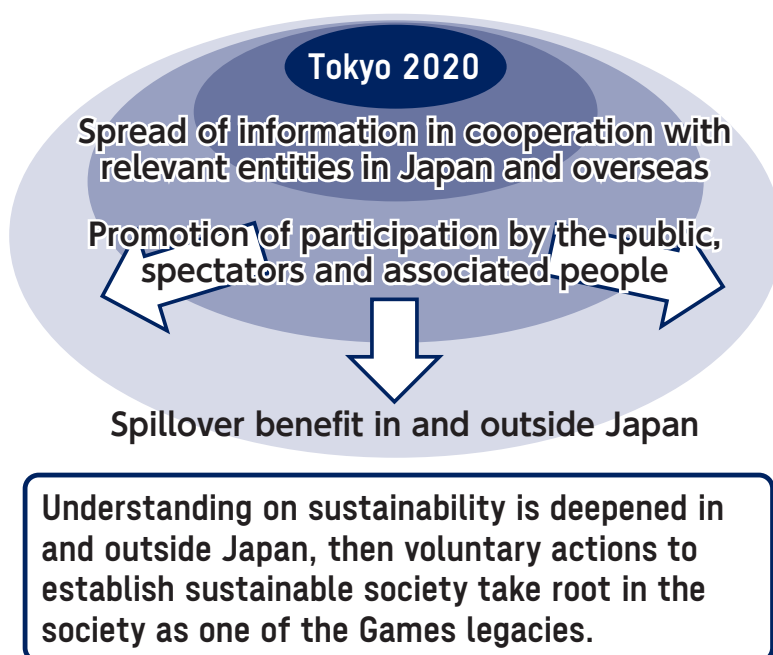 Tokyo 2020
Spread of information in cooperation with
relevant entities in Japan and overseas
Promotion of participation by the public,
spectators and associated people
Spillover benefit in and outside Japan
Understanding on sustainability is deepened in
and outside Japan, then voluntary actions to
establish sustainable society take root in the
society as one of the Games legacies.